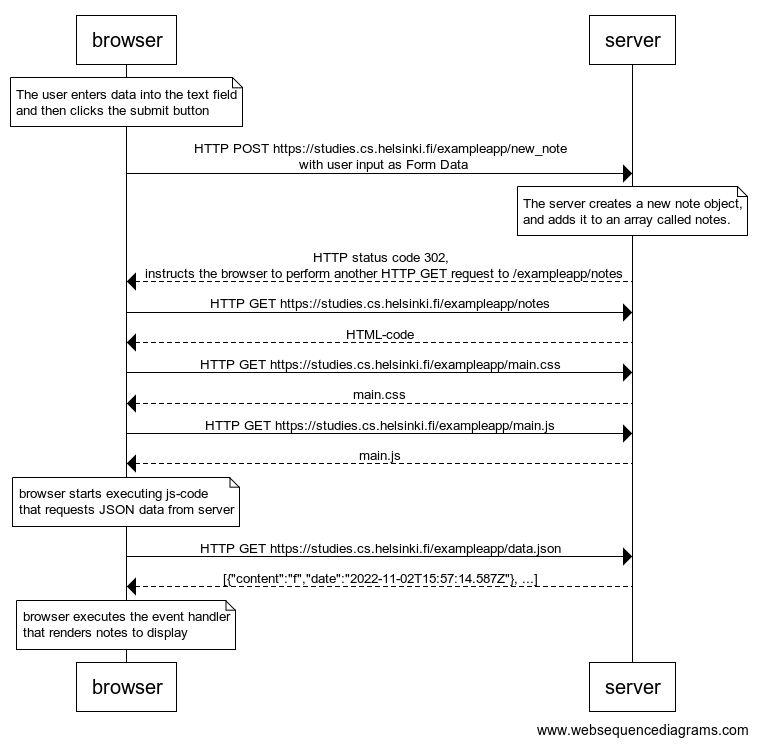 browser
server
The user enters data into the text field
and then clicks the submit button
HTTP POST https://studies.cs.helsinki.fi/exampleapp/new_note
with user input as Form Data
The server creates a new note object,
and adds it to an array called notes.
HTTP status code 302,
instructs the browser to perform another HTTP GET request to /exampleapp/notes
HTTP GET https://studies.cs.helsinki.fi/exampleapp/notes
HTML-code
HTTP GET https://studies.cs.helsinki.fi/exampleapp/main.css
main.css
HTTP GET https://studies.cs.helsinki.fi/exampleapp/main.js
main.js
browser starts executing js-code
that requests JSON data from server
HTTP GET https://studies.cs.helsinki.fi/exampleapp/data.json
[{"content":"f","date":"2022-11-02T15:57:14.587Z"}, ...]
browser executes the event handler
that renders notes to display
browser
server
www.websequencediagrams.com